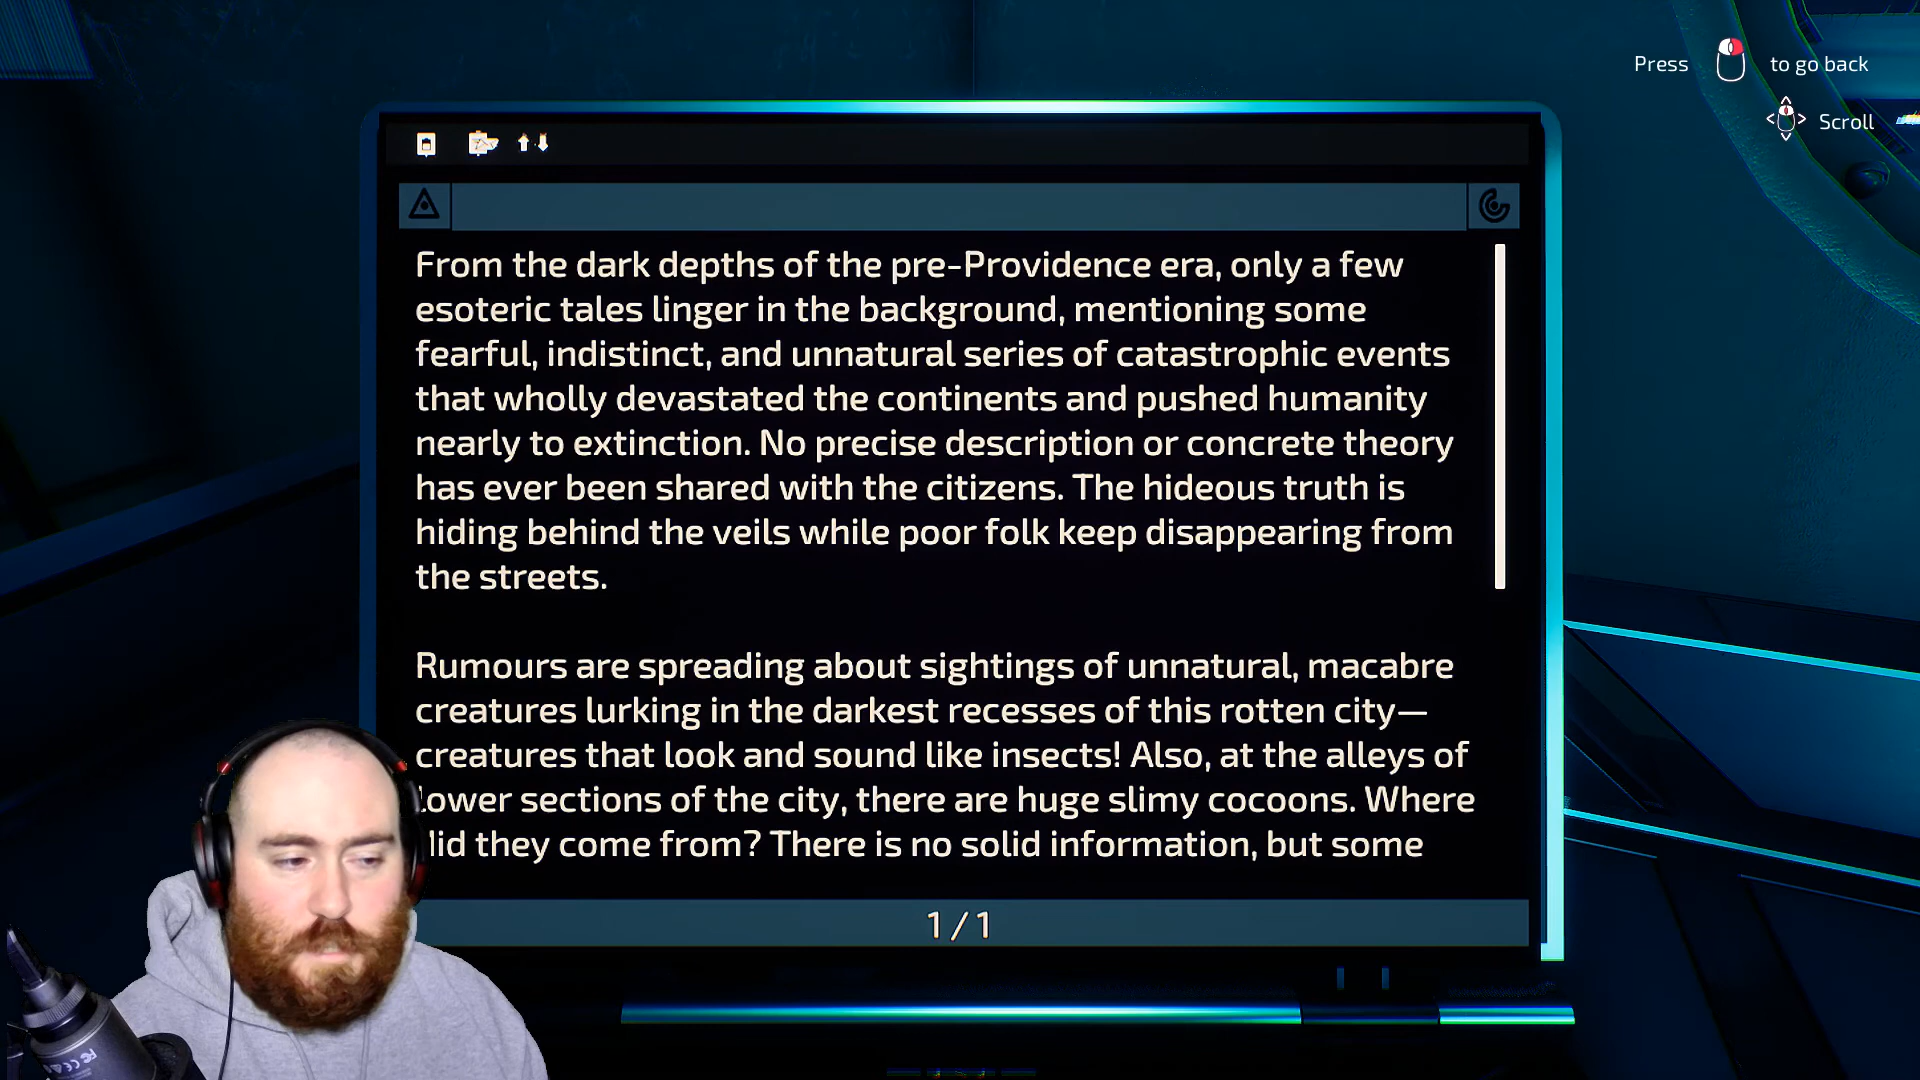 Press to go back
Scroll
From the dark depths of the pre-Providence era, only a few
esoteric tales linger in the background, mentioning some
fearful, indistinct, and unnatural series of catastrophic events
that wholly devastated the continents and pushed humanity
nearly to extinction. No precise description or concrete theory
has ever been shared with the citizens. The hideous truth is
hiding behind the veils while poor folk keep disappearing from
the streets.
Rumours are spreading about sightings of unnatural, macabre
creatures lurking in the darkest recesses of this rotten city—
creatures that look and sound like insects! Also, at the alleys of
lower sections of the city, there are huge slimy cocoons. Where
did they come from? There is no solid information, but some
1/1